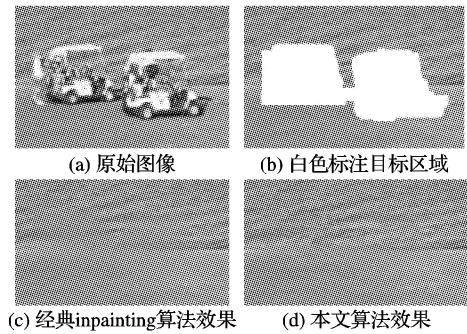 (a) 原始图像
(b) 白色标注目标区域
(c) 经典inpainting算法效果
(d) 本文算法效果